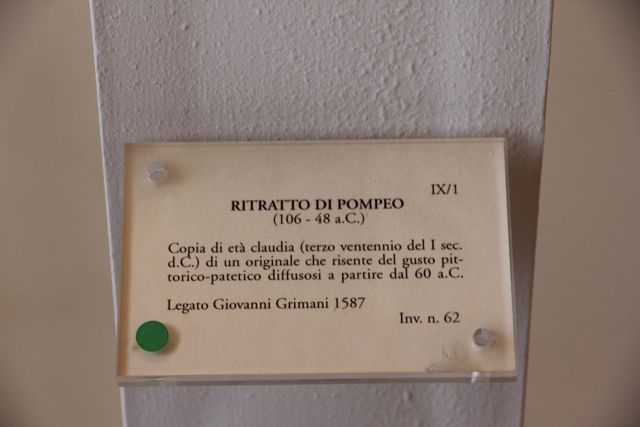 IX/1
RITRATTO DI POMPEO
(106 - 48 a.C.)
Copia di età claudia (terzo ventennio del I sec.
d.C.) di un originale che risente del gusto pit-
torico-patetico diffusosi a partire dal 60 a.C.
Legato Giovanni Grimani 1587
Inv. n. 62